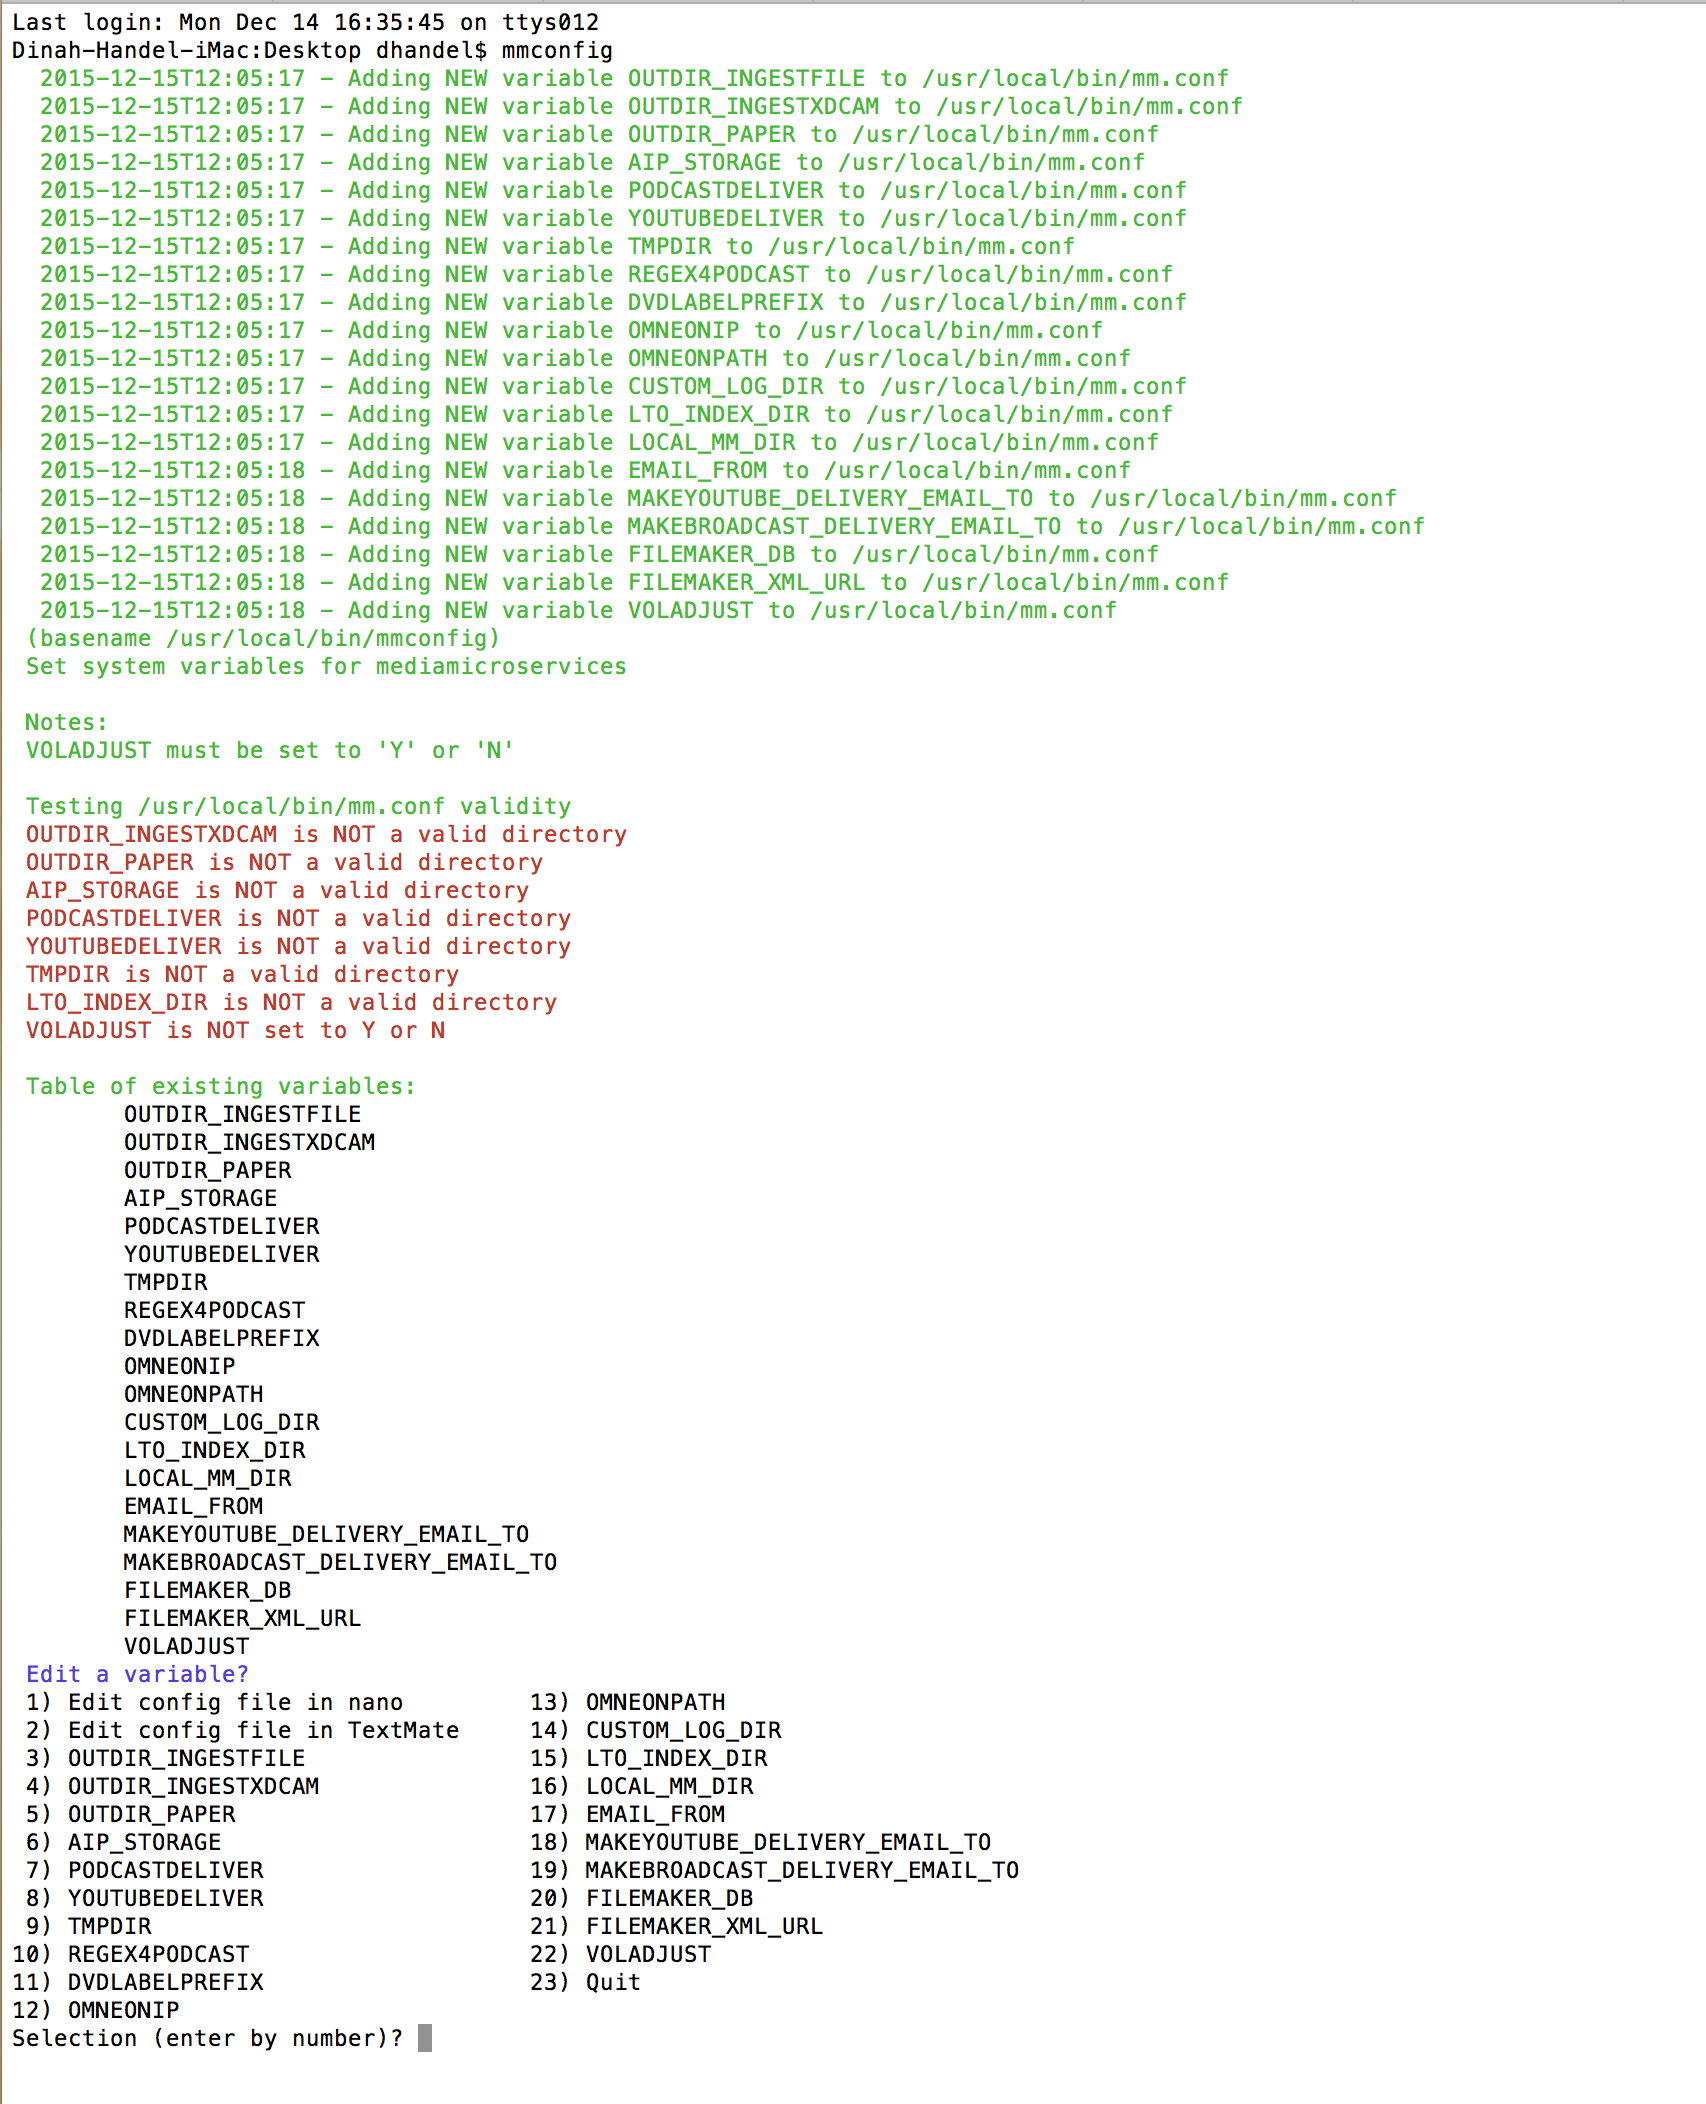 Last login: Mon Dec 14 16:35:45 on ttys012
Dinah-Handel-iMac:Desktop dhandel$ mmconfig
2015-12-15T12:05:17 - Adding NEW variable OUTDIR_INGESTFILE to /usr/local/bin/mm.conf
2015-12-15T12:05:17 - Adding NEW variable OUTDIR_INGESTXDCAM to /usr/local/bin/mm.conf
2015-12-15T12:05:17 - Adding NEW variable OUTDIR_PAPER to /usr/local/bin/mm.conf
2015-12-15T12:05:17 - Adding NEW variable AIP_STORAGE to /usr/local/bin/mm.conf
2015-12-15T12:05:17 - Adding NEW variable PODCASTDELIVER to /usr/local/bin/mm.conf
2015-12-15T12:05:17 - Adding NEW variable YOUTUBEDELIVER to /usr/local/bin/mm.conf
2015-12-15T12:05:17 - Adding NEW variable TMPDIR to /usr/local/bin/mm.conf
2015-12-15T12:05:17 - Adding NEW variable REGEX4PODCAST to /usr/local/bin/mm.conf
2015-12-15T12:05:17 - Adding NEW variable DVDLABELPREFIX to /usr/local/bin/mm.conf
2015-12-15T12:05:17 - Adding NEW variable OMNEONIP to /usr/local/bin/mm.conf
2015-12-15T12:05:17 - Adding NEW variable OMNEONPATH to /usr/local/bin/mm.conf
2015-12-15T12:05:17 - Adding NEW variable CUSTOM_LOG_DIR to /usr/local/bin/mm.conf
2015-12-15T12:05:17 - Adding NEW variable LTO_INDEX_DIR to /usr/local/bin/mm.conf
2015-12-15T12:05:17 - Adding NEW variable LOCAL_MM_DIR to /usr/local/bin/mm.conf
2015-12-15T12:05:18 - Adding NEW variable EMAIL_FROM to /usr/local/bin/mm.conf
2015-12-15T12:05:18 - Adding NEW variable MAKEYOUTUBE_DELIVERY_EMAIL_TO to /usr/local/bin/mm.conf
2015-12-15T12:05:18 - Adding NEW variable MAKEBROADCAST_DELIVERY_EMAIL_TO to /usr/local/bin/mm.conf
2015-12-15T12:05:18 - Adding NEW variable FILEMAKER_DB to /usr/local/bin/mm.conf
2015-12-15T12:05:18 - Adding NEW variable FILEMAKER_XML_URL to /usr/local/bin/mm.conf
2015-12-15T12:05:18 - Adding NEW variable VOLADJUST to /usr/local/bin/mm.conf
(basename /usr/local/bin/mmconfig)
Set system variables for mediamicroservices
Notes:
VOLADJUST must be set to 'Y' or 'N'
Testing /usr/local/bin/mm.conf validity
OUTDIR_INGESTXDCAM is NOT a valid directory
OUTDIR_PAPER is NOT a valid directory
AIP_STORAGE is NOT a valid directory
PODCASTDELIVER is NOT a valid directory
YOUTUBEDELIVER is NOT a valid directory
TMPDIR is NOT a valid directory
LTO_INDEX_DIR is NOT a valid directory
VOLADJUST is NOT set to Y or N
Table of existing variables:
OUTDIR_INGESTFILE
OUTDIR_INGESTXDCAM
OUTDIR_PAPER
AIP_STORAGE
PODCASTDELIVER
YOUTUBEDELIVER
TMPDIR
REGEX4PODCAST
DVDLABELPREFIX
OMNEONIP
OMNEONPATH
CUSTOM_LOG_DIR
LTO_INDEX_DIR
LOCAL_MM_DIR
EMAIL_FROM
MAKEYOUTUBE_DELIVERY_EMAIL_TO
MAKEBROADCAST_DELIVERY_EMAIL_TO
FILEMAKER_DB
FILEMAKER_XML_URL
VOLADJUST
Edit a variable?
1) Edit config file in nano 13) OMNEONPATH
2) Edit config file in TextMate 14) CUSTOM_LOG_DIR
3) OUTDIR_INGESTFILE 15) LTO_INDEX_DIR
4) OUTDIR_INGESTXDCAM 16) LOCAL_MM_DIR
5) OUTDIR_PAPER 17) EMAIL_FROM
6) AIP_STORAGE 18) MAKEYOUTUBE_DELIVERY_EMAIL_TO
7) PODCASTDELIVER 19) MAKEBROADCAST_DELIVERY_EMAIL_TO
8) YOUTUBEDELIVER 20) FILEMAKER_DB
9) TMPDIR 21) FILEMAKER_XML_URL
10) REGEX4PODCAST 22) VOLADJUST
11) DVDLABELPREFIX 23) Quit
12) OMNEONIP
Selection (enter by number)?